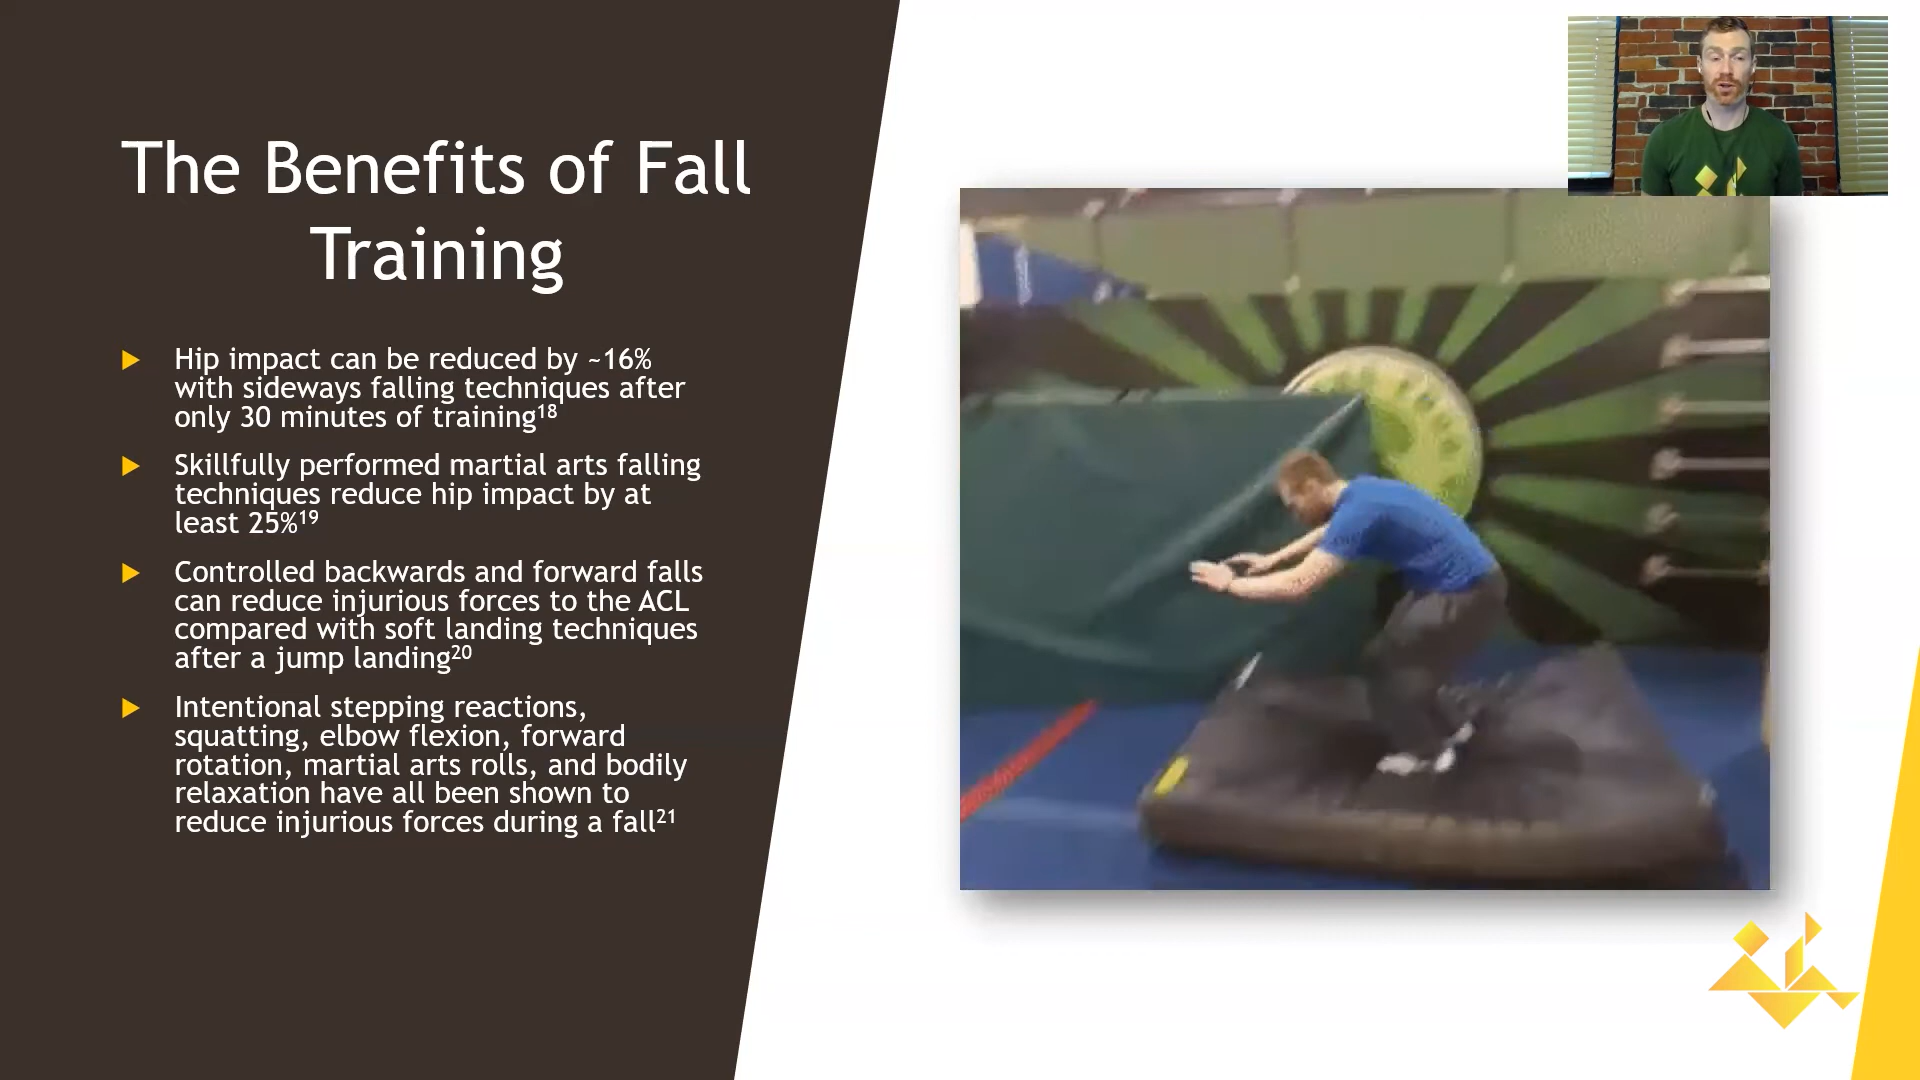 The Benefits of Fall
Training
Hip impact can be reduced by ~16%
with sideways falling techniques after
only 30 minutes of training¹⁸
Skillfully performed martial arts falling
techniques reduce hip impact by at
least 25%¹⁹
Controlled backwards and forward falls
can reduce injurious forces to the ACL
compared with soft landing techniques
after a jump landing²⁰
Intentional stepping reactions,
squatting, elbow flexion, forward
rotation, martial arts rolls, and bodily
relaxation have all been shown to
reduce injurious forces during a fall²¹